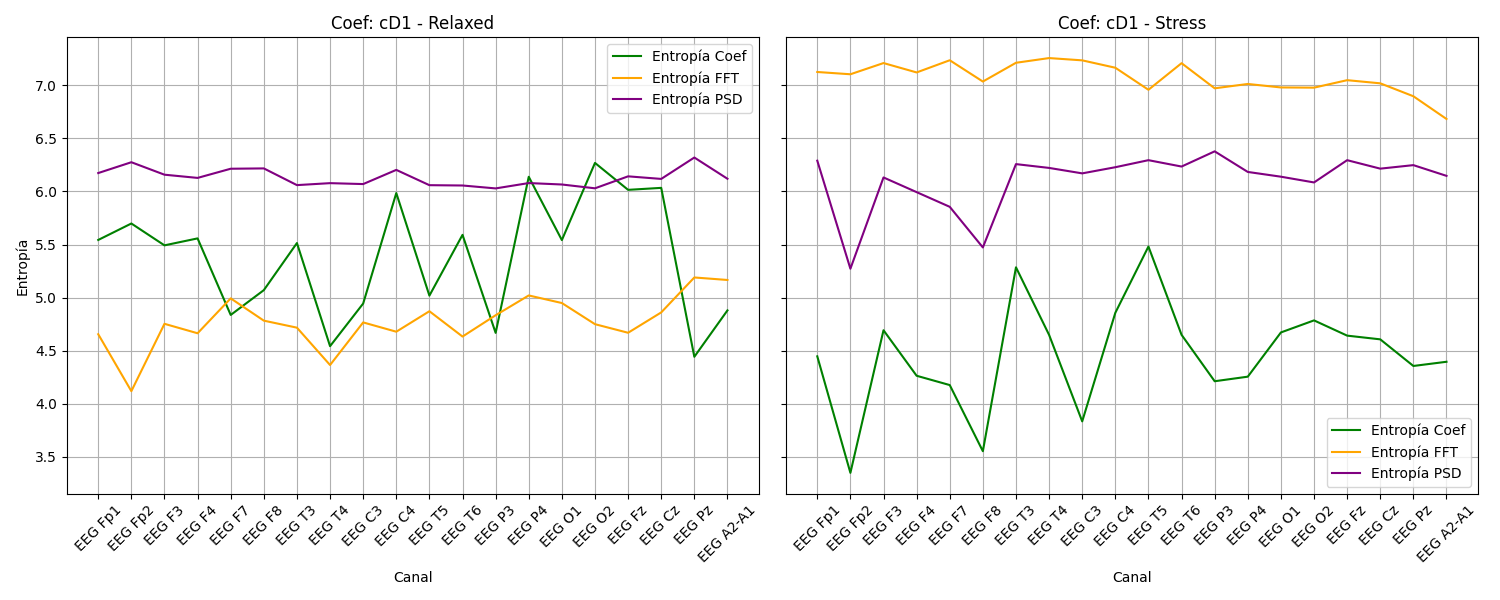 Coef: cD1 - Relaxed
Entropía
7.0
6.5
6.0
5.5
5.0
4.5
4.0
3.5
Entropía Coef
Entropía FFT
Entropía PSD
EEG Fp1
EEG Fp2
EEG F3
EEG F4
EEG F7
EEG F8
EEG T3
EEG T4
EEG C3
EEG C4
EEG T5
EEG T6
EEG P3
EEG P4
EEG O1
EEG O2
EEG Fz
EEG Cz
EEG Pz
EEG A2-A1
Canal
Coef: cD1 - Stress
Entropía Coef
Entropía FFT
Entropía PSD
EEG Fp1
EEG Fp2
EEG F3
EEG F4
EEG F7
EEG F8
EEG T3
EEG T4
EEG C3
EEG C4
EEG T5
EEG T6
EEG P3
EEG P4
EEG O1
EEG O2
EEG Fz
EEG Cz
EEG Pz
EEG A2-A1
Canal